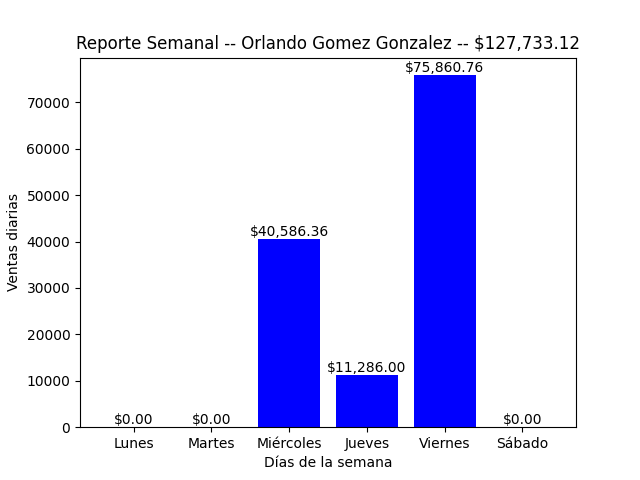 Reporte Semanal -- Orlando Gomez Gonzalez -- $127,733.12
$75,860.76
70000
60000
50000
40000
30000
20000
10000
0
Ventas diarias
$40,586.36
$11,286.00
$0.00 $0.00 $0.00
Lunes Martes Miércoles Jueves Viernes Sábado
Días de la semana